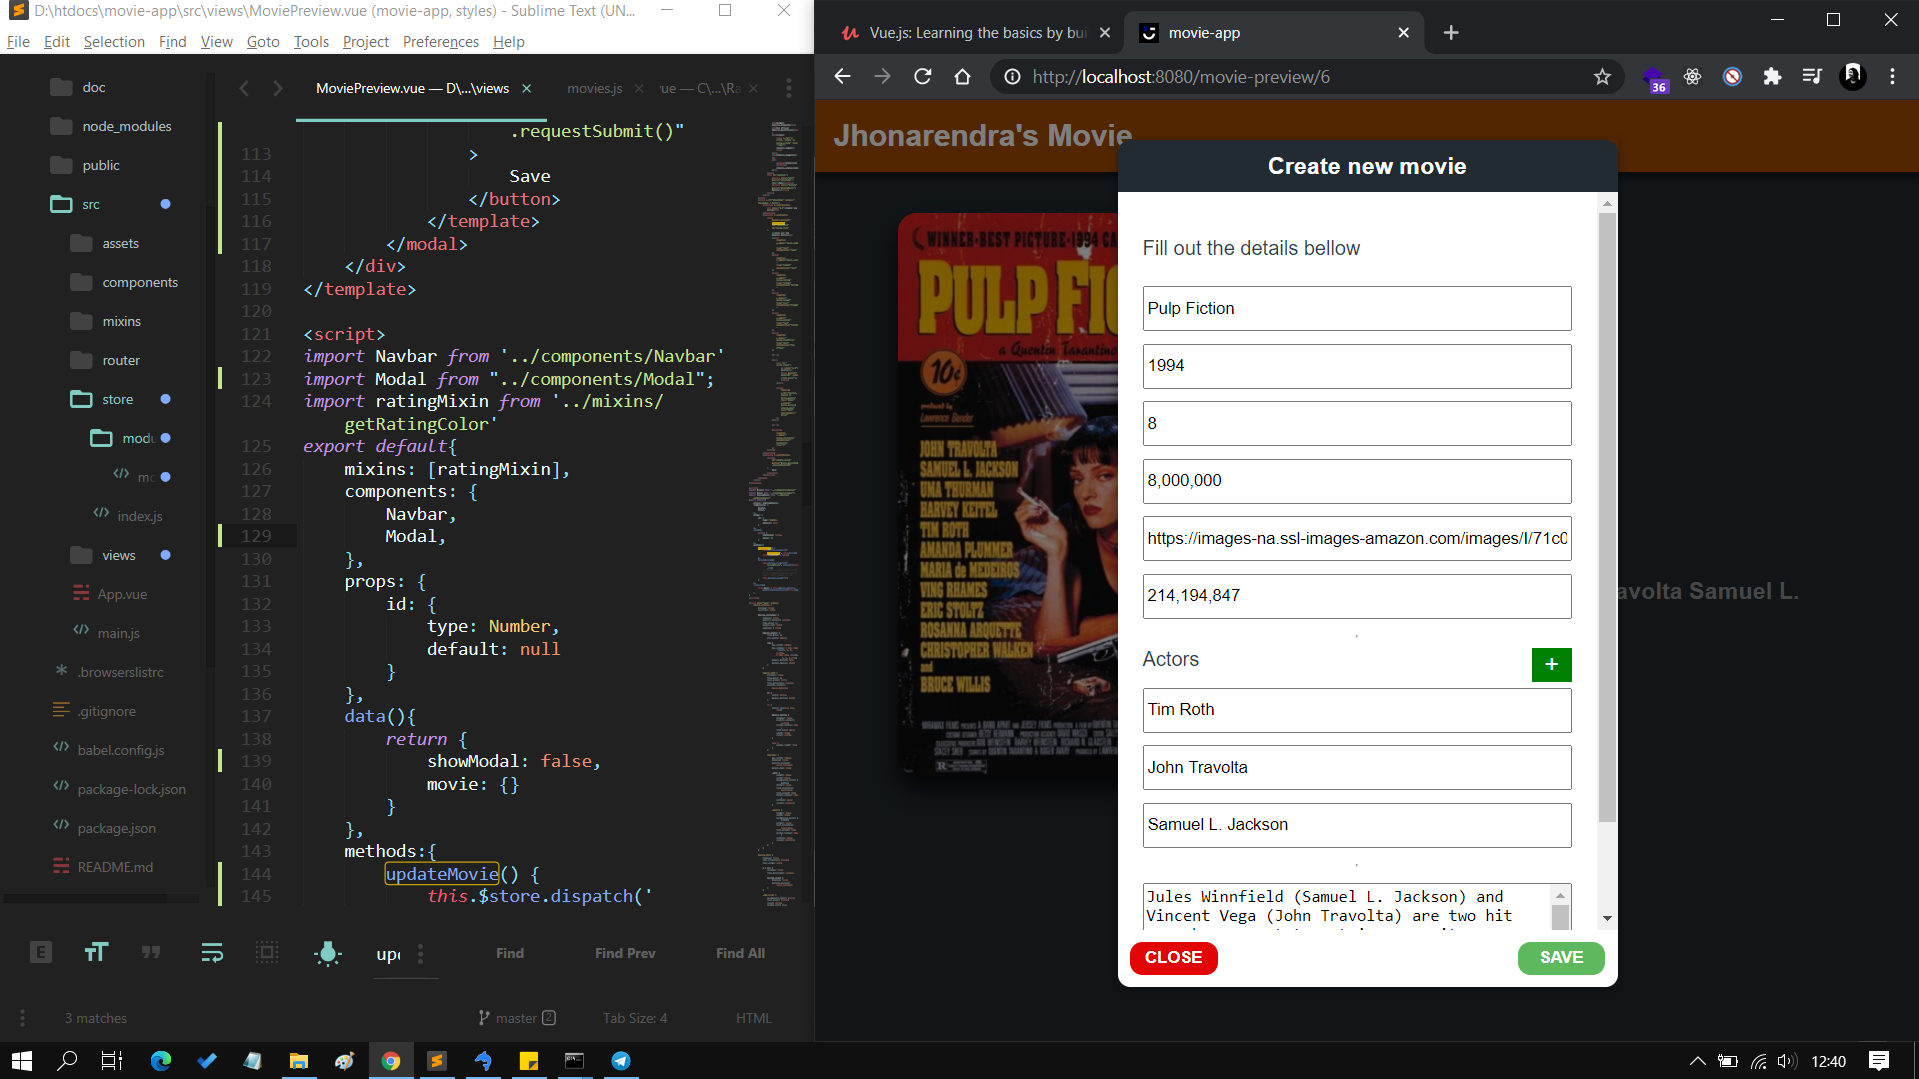 D:\htdocs\movie-app\src\views\MoviePreview.vue (movie-app, styles) - Sublime Text (UN...
File Edit Selection Find View Goto Tools Project Preferences Help
doc
node_modules
public
src
assets
components
mixins
router
store
modu
mo
index.js
views
App.vue
main.js
.browserslistrc
.gitignore
babel.config.js
package-lock.json
package.json
README.md
MoviePreview.vue — D\...\views
movies.js
.requestSubmit()"
113 >
114 Save
115 </button>
116 </template>
117 </modal>
118 </div>
119 </template>
120
121 <script>
122 import Navbar from '../components/Navbar'
123 import Modal from "../components/Modal";
124 import ratingMixin from '../mixins/
getRatingColor'
125 export default{
126 mixins: [ratingMixin],
127 components: {
128 Navbar,
129 Modal,
130 },
131 props: {
132 id: {
133 type: Number,
134 default: null
135 }
136 },
137 data(){
138 return {
139 showModal: false,
140 movie: {}
141 }
142 },
143 methods:{
144 updateMovie() {
145 this.$store.dispatch('
upd
Find
Find Prev
Find All
3 matches
master 2
Tab Size: 4
HTML
Vue.js: Learning the basics by bui
movie-app
http://localhost:8080/movie-preview/6
36
Jhonarendra's Movie
Create new movie
Fill out the details bellow
Pulp Fiction
1994
8
8,000,000
https://images-na.ssl-images-amazon.com/images/I/71c0
214,194,847
,
Actors
+
Tim Roth
John Travolta
Samuel L. Jackson
,
Jules Winnfield (Samuel L. Jackson) and
Vincent Vega (John Travolta) are two hit
CLOSE
SAVE
avolta Samuel L.
WINNER-BEST PICTURE-1994 CA
PULP FIC
a Quentin Tarantino
10¢
produced by
Lawrence Bender
JOHN TRAVOLTA
SAMUEL L. JACKSON
UMA THURMAN
HARVEY KEITEL
TIM ROTH
AMANDA PLUMMER
MARIA de MEDEIROS
VING RHAMES
ERIC STOLTZ
ROSANNA ARQUETTE
CHRISTOPHER WALKEN
and
BRUCE WILLIS
R
12:40